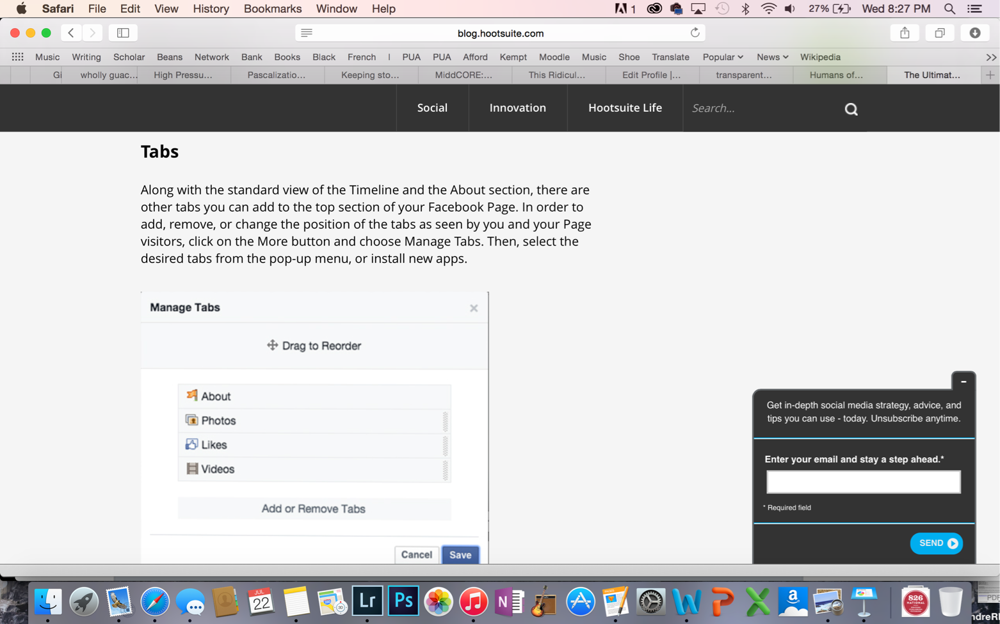 Safari File Edit View History Bookmarks Window Help 1 27% Wed 8:27 PM
blog.hootsuite.com
Music Writing Scholar Beans Network Bank Books Black French | PUA PUA Afford Kempt Moodle Music Shoe Translate Popular News Wikipedia >>
Gi wholly guac... High Pressu... Pascalizatio... Keeping sto... MiddCORE:... This Ridicul... Edit Profile |... transparent... Humans of... The Ultimat... +
Social Innovation Hootsuite Life Search...
Tabs
Along with the standard view of the Timeline and the About section, there are
other tabs you can add to the top section of your Facebook Page. In order to
add, remove, or change the position of the tabs as seen by you and your Page
visitors, click on the More button and choose Manage Tabs. Then, select the
desired tabs from the pop-up menu, or install new apps.
Manage Tabs
Drag to Reorder
About
Photos
Likes
Videos
Add or Remove Tabs
Cancel Save
Get in-depth social media strategy, advice, and
tips you can use - today. Unsubscribe anytime.
Enter your email and stay a step ahead.*
* Required field
SEND
JUL
22
3D
Lr Ps N a
826
NATIONAL
PDF
ndreR